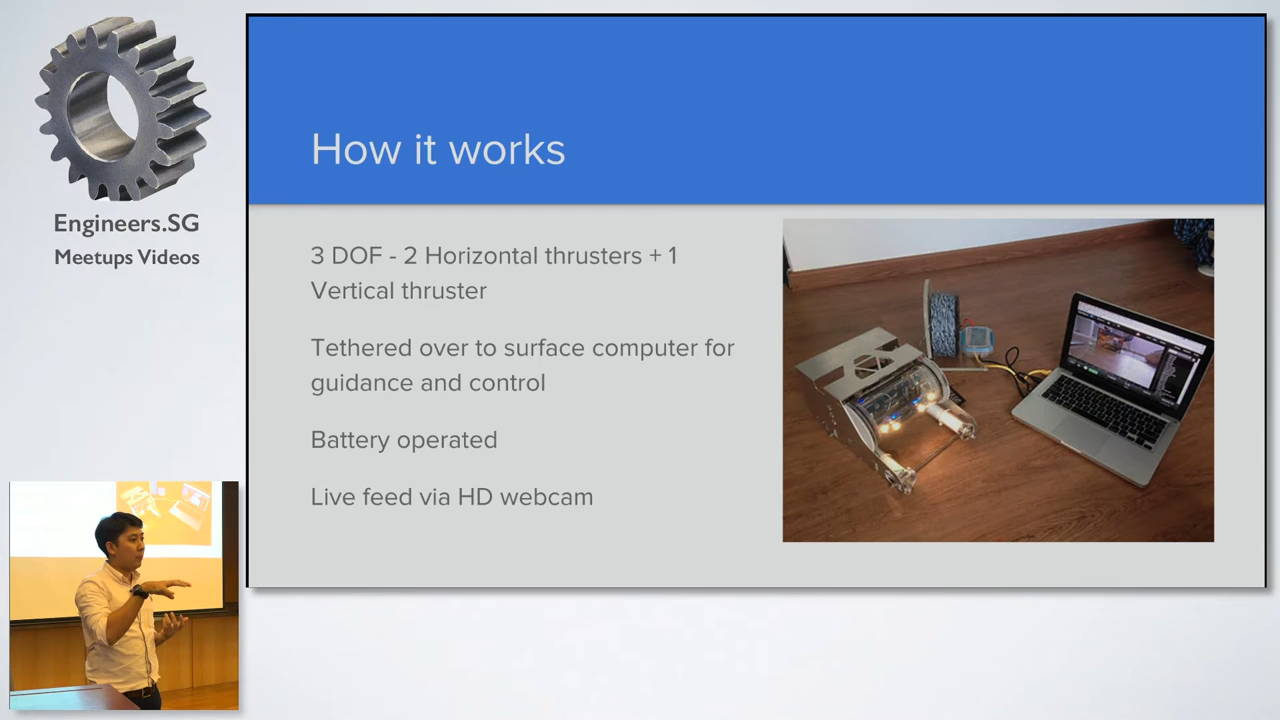 Engineers.SG
Meetups Videos
How it works
3 DOF - 2 Horizontal thrusters + 1
Vertical thruster
Tethered over to surface computer for
guidance and control
Battery operated
Live feed via HD webcam